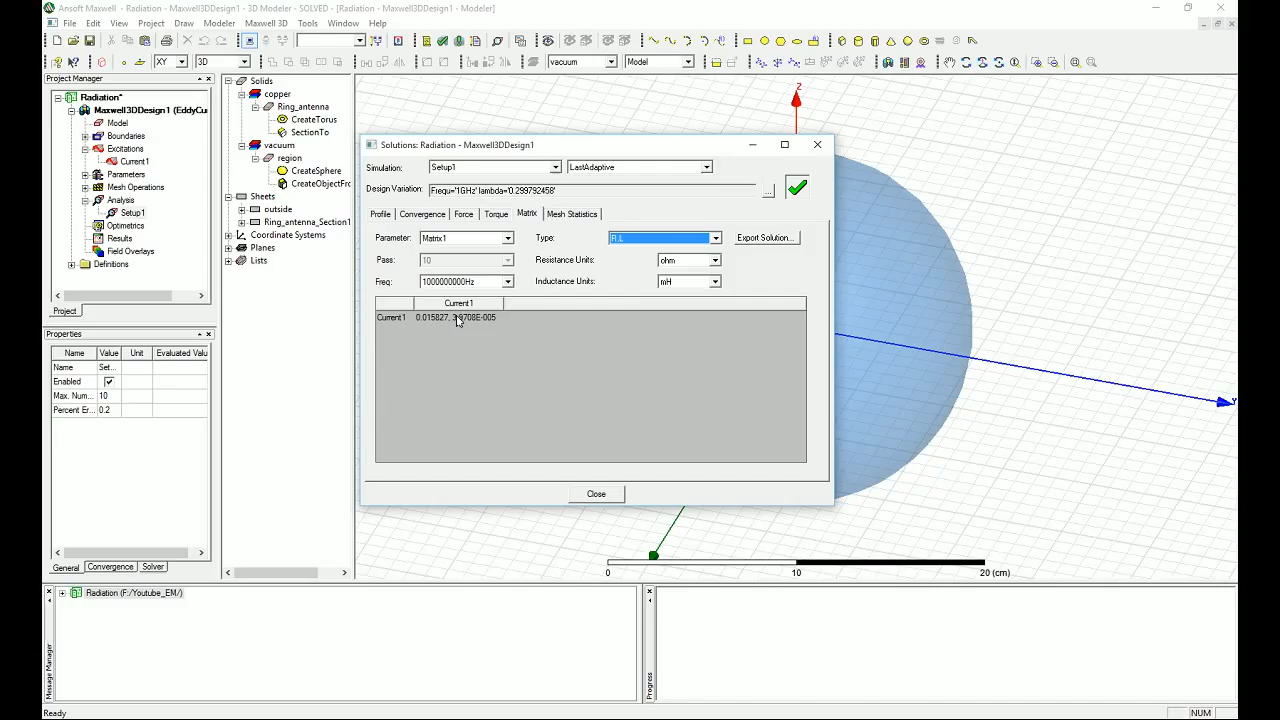 Ansoft Maxwell - Radiation - Maxwell3DDesign1 - 3D Modeler - SOLVED - [Radiation - Maxwell3DDesign1 - Modeler]
File Edit View Project Draw Modeler Maxwell 3D Tools Window Help
XY 3D vacuum Model
Project Manager
Radiation*
Maxwell3DDesign1 (EddyCur
Model
Boundaries
Excitations
Current1
Parameters
Mesh Operations
Analysis
Setup1
Optimetrics
Results
Field Overlays
Definitions
Project
Solids
copper
Ring_antenna
CreateTorus
SectionTo
vacuum
region
CreateSphere
CreateObjectFro
Sheets
outside
Ring_antenna_Section1
Coordinate Systems
Planes
Lists
Properties
Name Value Unit Evaluated Valu
Name Set...
Enabled
Max. Num... 10
Percent Er... 0.2
General Convergence Solver
Solutions: Radiation - Maxwell3DDesign1
Simulation: Setup1 LastAdaptive
Design Variation: Frequ='1GHz' lambda='0.299792458' ...
Profile Convergence Force Torque Matrix Mesh Statistics
Parameter: Matrix1 Type: R,L Export Solution...
Pass: 10 Resistance Units: ohm
Freq: 1000000000Hz Inductance Units: mH
Current1
Current1 0.015827,
Close
Z
0 10 20 (cm)
Message Manager
Radiation (F:/Youtube_EM/)
Progress
Ready NUM